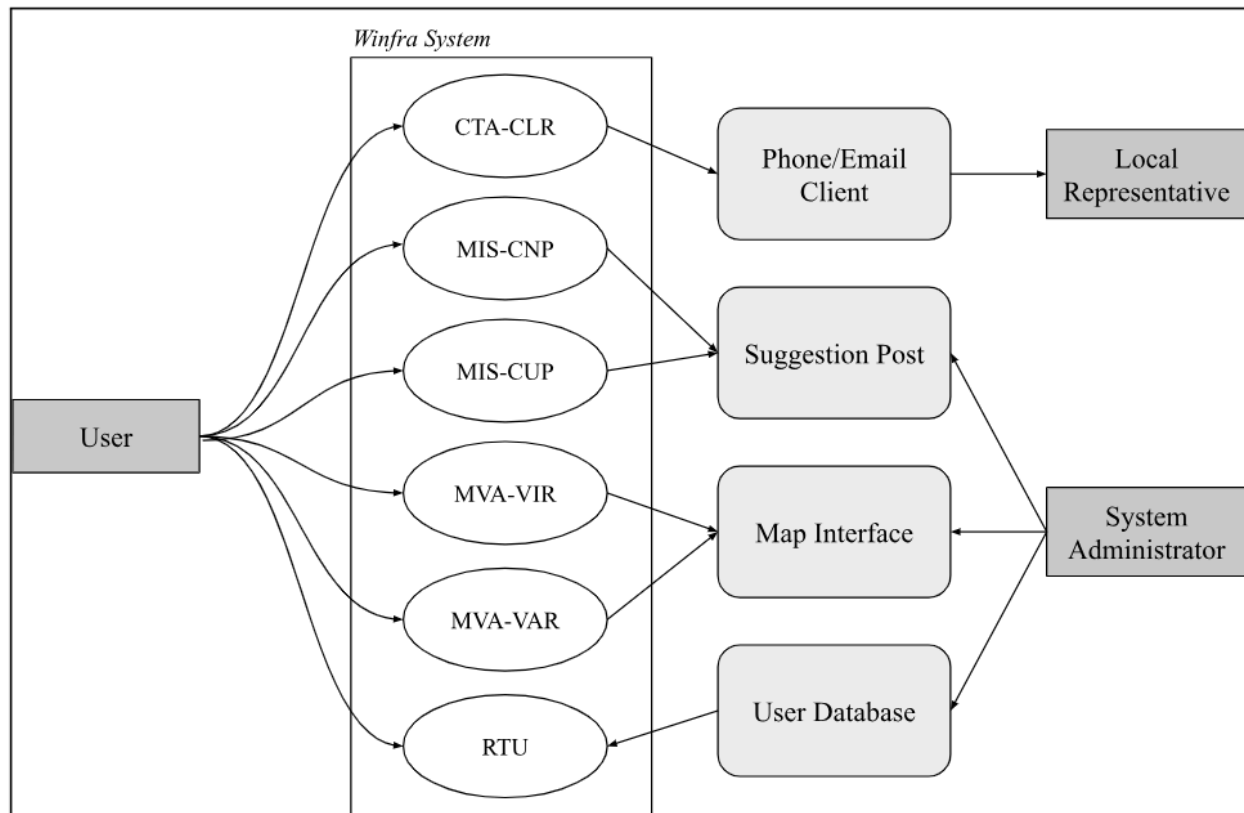 Winfra System
CTA-CLR
Phone/Email
Client
Local
Representative
MIS-CNP
Suggestion Post
MIS-CUP
User
MVA-VIR
Map Interface
System
Administrator
MVA-VAR
User Database
RTU